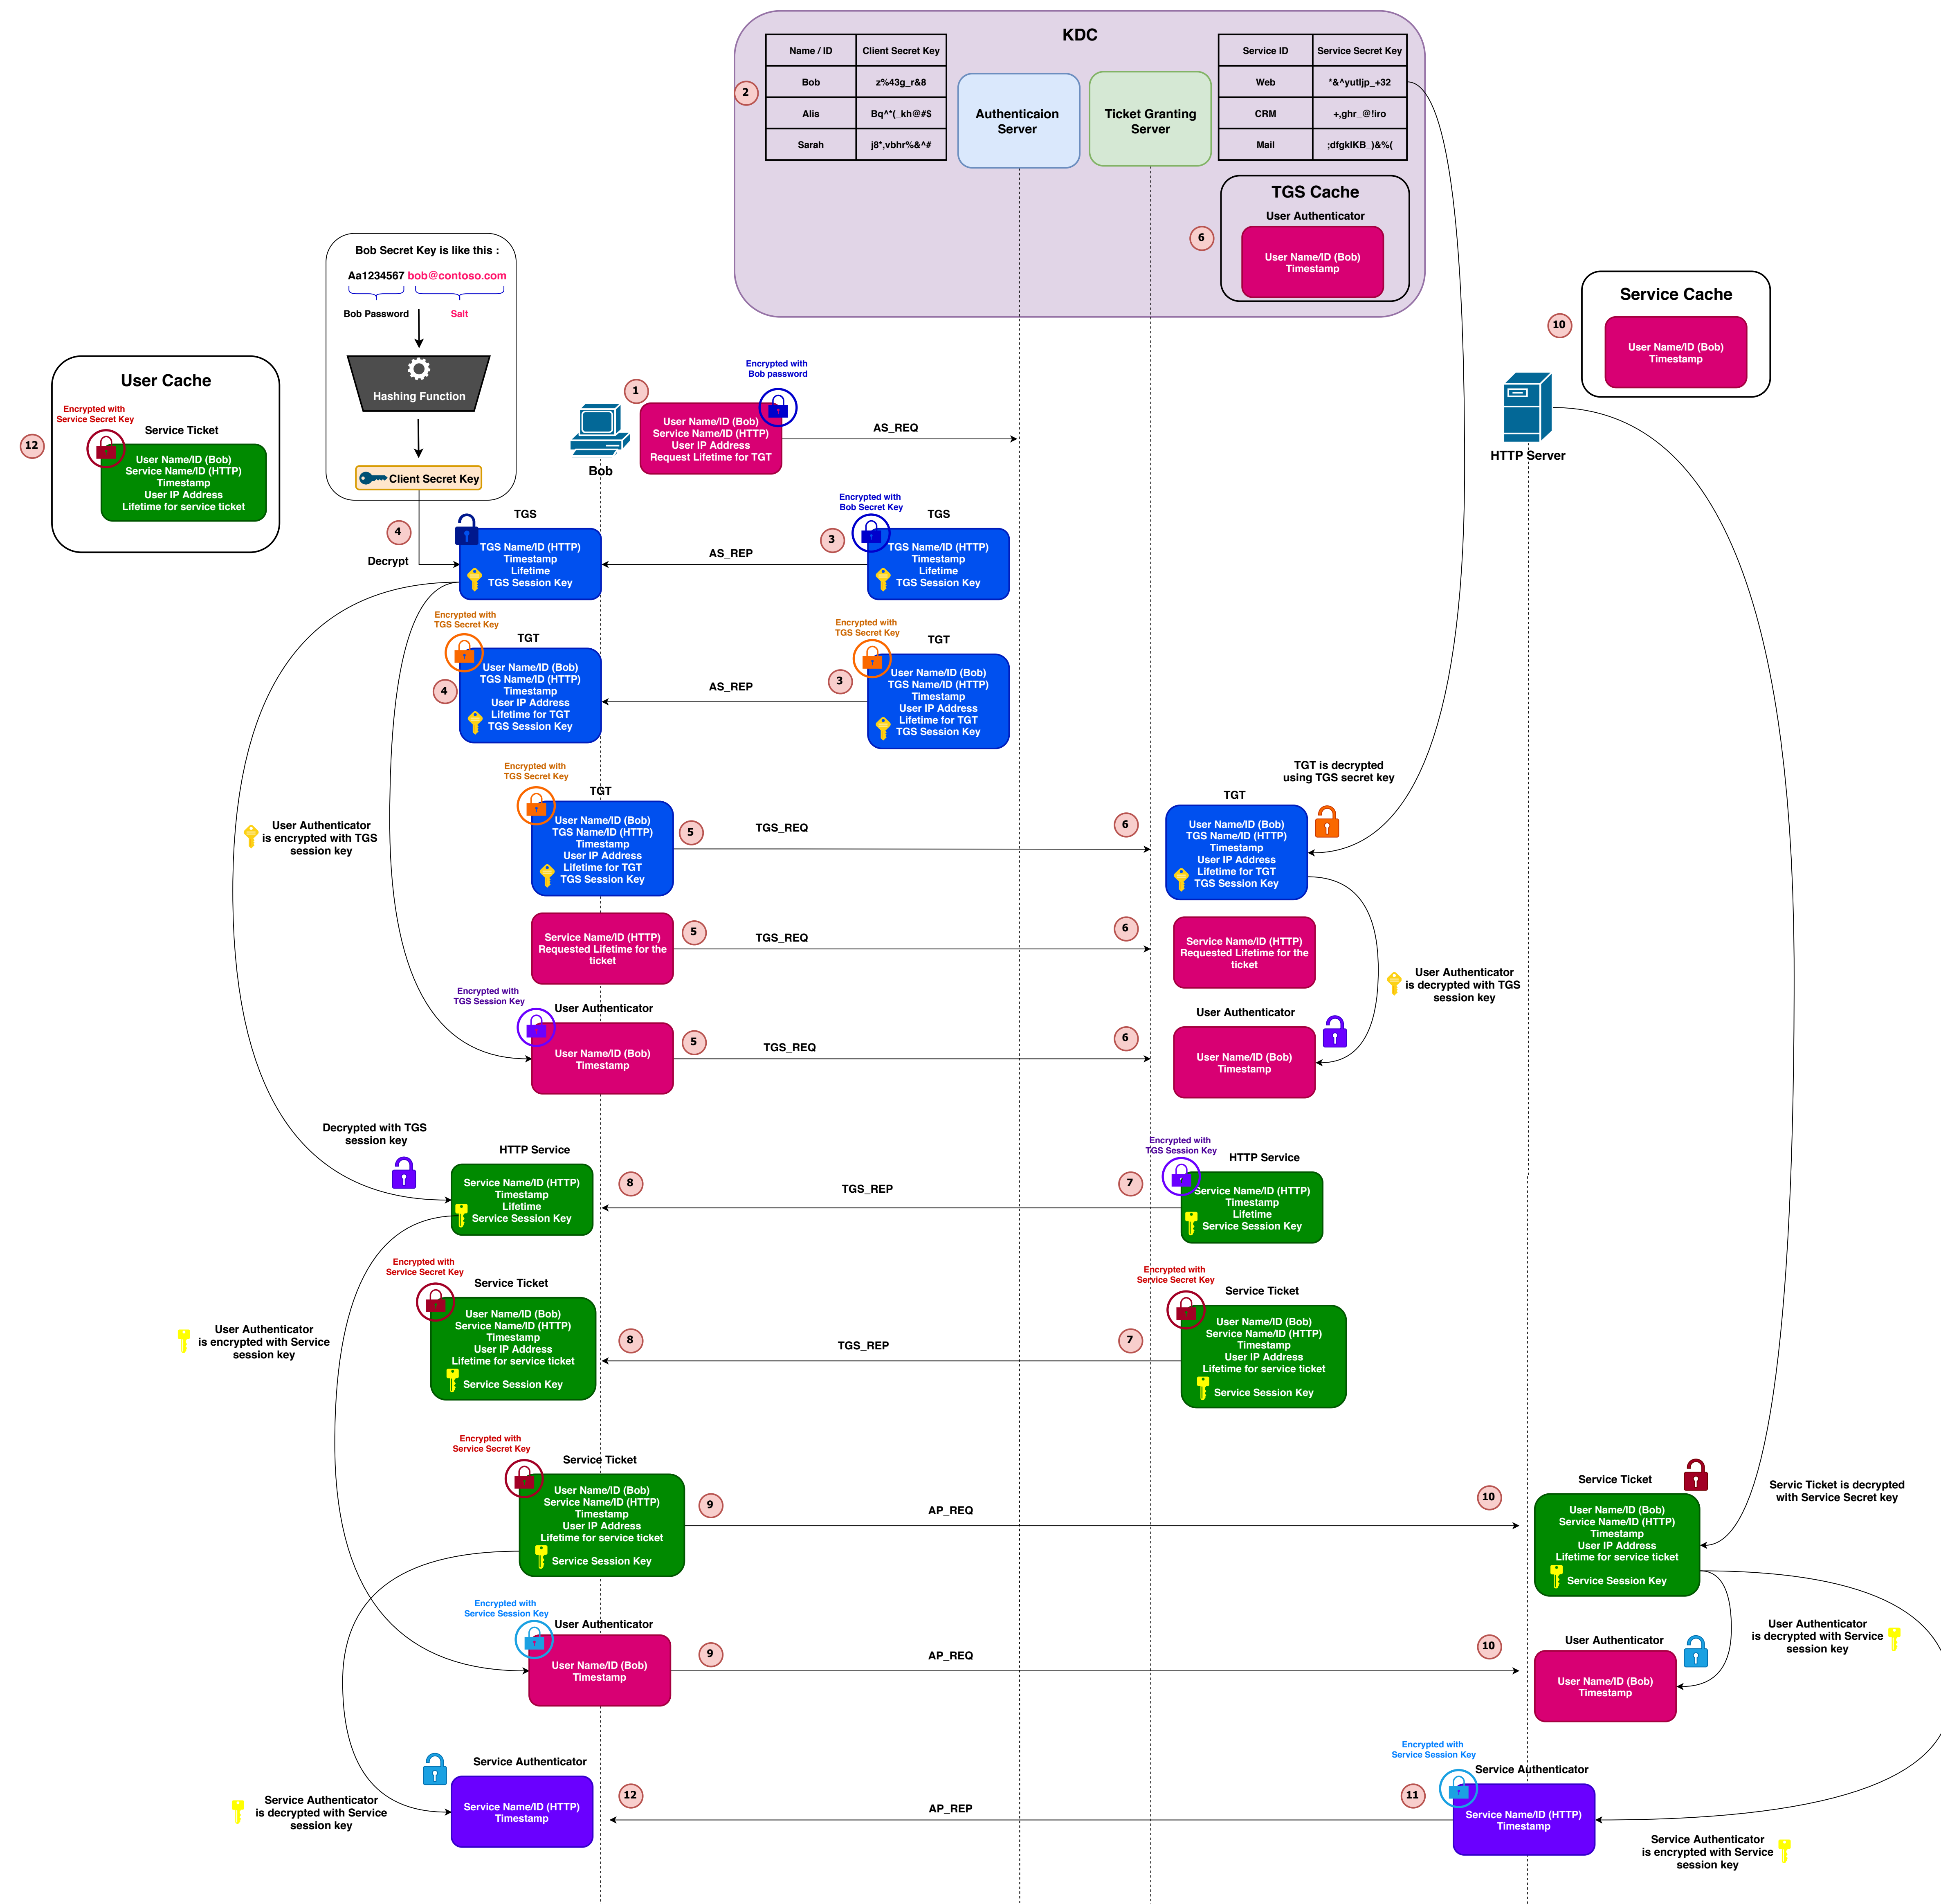 KDC
Name / ID
Client Secret Key
Bob
z%43g_r&8
Alis
Bq^*(_kh@#$
Sarah
j8*,vbhr%&^#
2
Authenticaion
Server
Ticket Granting
Server
Service ID
Service Secret Key
Web
*&^yutljp_+32
CRM
+,ghr_@!iro
Mail
;dfgklKB_)&%(
TGS Cache
User Authenticator
6
User Name/ID (Bob)
Timestamp
Bob Secret Key is like this :
Aa1234567 bob@contoso.com
Bob Password
Salt
Hashing Function
Client Secret Key
Service Cache
10
User Name/ID (Bob)
Timestamp
HTTP Server
User Cache
Encrypted with
Service Secret Key
Service Ticket
12
User Name/ID (Bob)
Service Name/ID (HTTP)
Timestamp
User IP Address
Lifetime for service ticket
Bob
1
Encrypted with
Bob password
User Name/ID (Bob)
Service Name/ID (HTTP)
User IP Address
Request Lifetime for TGT
AS_REQ
4
Decrypt
TGS
TGS Name/ID (HTTP)
Timestamp
Lifetime
TGS Session Key
AS_REP
3
Encrypted with
Bob Secret Key
TGS
TGS Name/ID (HTTP)
Timestamp
Lifetime
TGS Session Key
Encrypted with
TGS Secret Key
TGT
4
User Name/ID (Bob)
TGS Name/ID (HTTP)
Timestamp
User IP Address
Lifetime for TGT
TGS Session Key
AS_REP
3
Encrypted with
TGS Secret Key
TGT
User Name/ID (Bob)
TGS Name/ID (HTTP)
Timestamp
User IP Address
Lifetime for TGT
TGS Session Key
User Authenticator
is encrypted with TGS
session key
Encrypted with
TGS Secret Key
TGT
User Name/ID (Bob)
TGS Name/ID (HTTP)
Timestamp
User IP Address
Lifetime for TGT
TGS Session Key
5
TGS_REQ
6
TGT is decrypted
using TGS secret key
TGT
User Name/ID (Bob)
TGS Name/ID (HTTP)
Timestamp
User IP Address
Lifetime for TGT
TGS Session Key
Service Name/ID (HTTP)
Requested Lifetime for the
ticket
5
TGS_REQ
6
Service Name/ID (HTTP)
Requested Lifetime for the
ticket
User Authenticator
is decrypted with TGS
session key
Encrypted with
TGS Session Key
User Authenticator
User Name/ID (Bob)
Timestamp
5
TGS_REQ
6
User Authenticator
User Name/ID (Bob)
Timestamp
Decrypted with TGS
session key
HTTP Service
Service Name/ID (HTTP)
Timestamp
Lifetime
Service Session Key
8
TGS_REP
7
Encrypted with
TGS Session Key
HTTP Service
Service Name/ID (HTTP)
Timestamp
Lifetime
Service Session Key
User Authenticator
is encrypted with Service
session key
Encrypted with
Service Secret Key
Service Ticket
User Name/ID (Bob)
Service Name/ID (HTTP)
Timestamp
User IP Address
Lifetime for service ticket
Service Session Key
8
TGS_REP
7
Encrypted with
Service Secret Key
Service Ticket
User Name/ID (Bob)
Service Name/ID (HTTP)
Timestamp
User IP Address
Lifetime for service ticket
Service Session Key
Encrypted with
Service Secret Key
Service Ticket
User Name/ID (Bob)
Service Name/ID (HTTP)
Timestamp
User IP Address
Lifetime for service ticket
Service Session Key
9
AP_REQ
10
Service Ticket
User Name/ID (Bob)
Service Name/ID (HTTP)
Timestamp
User IP Address
Lifetime for service ticket
Service Session Key
Servic Ticket is decrypted
with Service Secret key
Encrypted with
Service Session Key
User Authenticator
User Name/ID (Bob)
Timestamp
9
AP_REQ
10
User Authenticator
User Name/ID (Bob)
Timestamp
User Authenticator
is decrypted with Service
session key
Service Authenticator
is decrypted with Service
session key
Service Authenticator
Service Name/ID (HTTP)
Timestamp
12
AP_REP
11
Encrypted with
Service Session Key
Service Authenticator
Service Name/ID (HTTP)
Timestamp
Service Authenticator
is encrypted with Service
session key